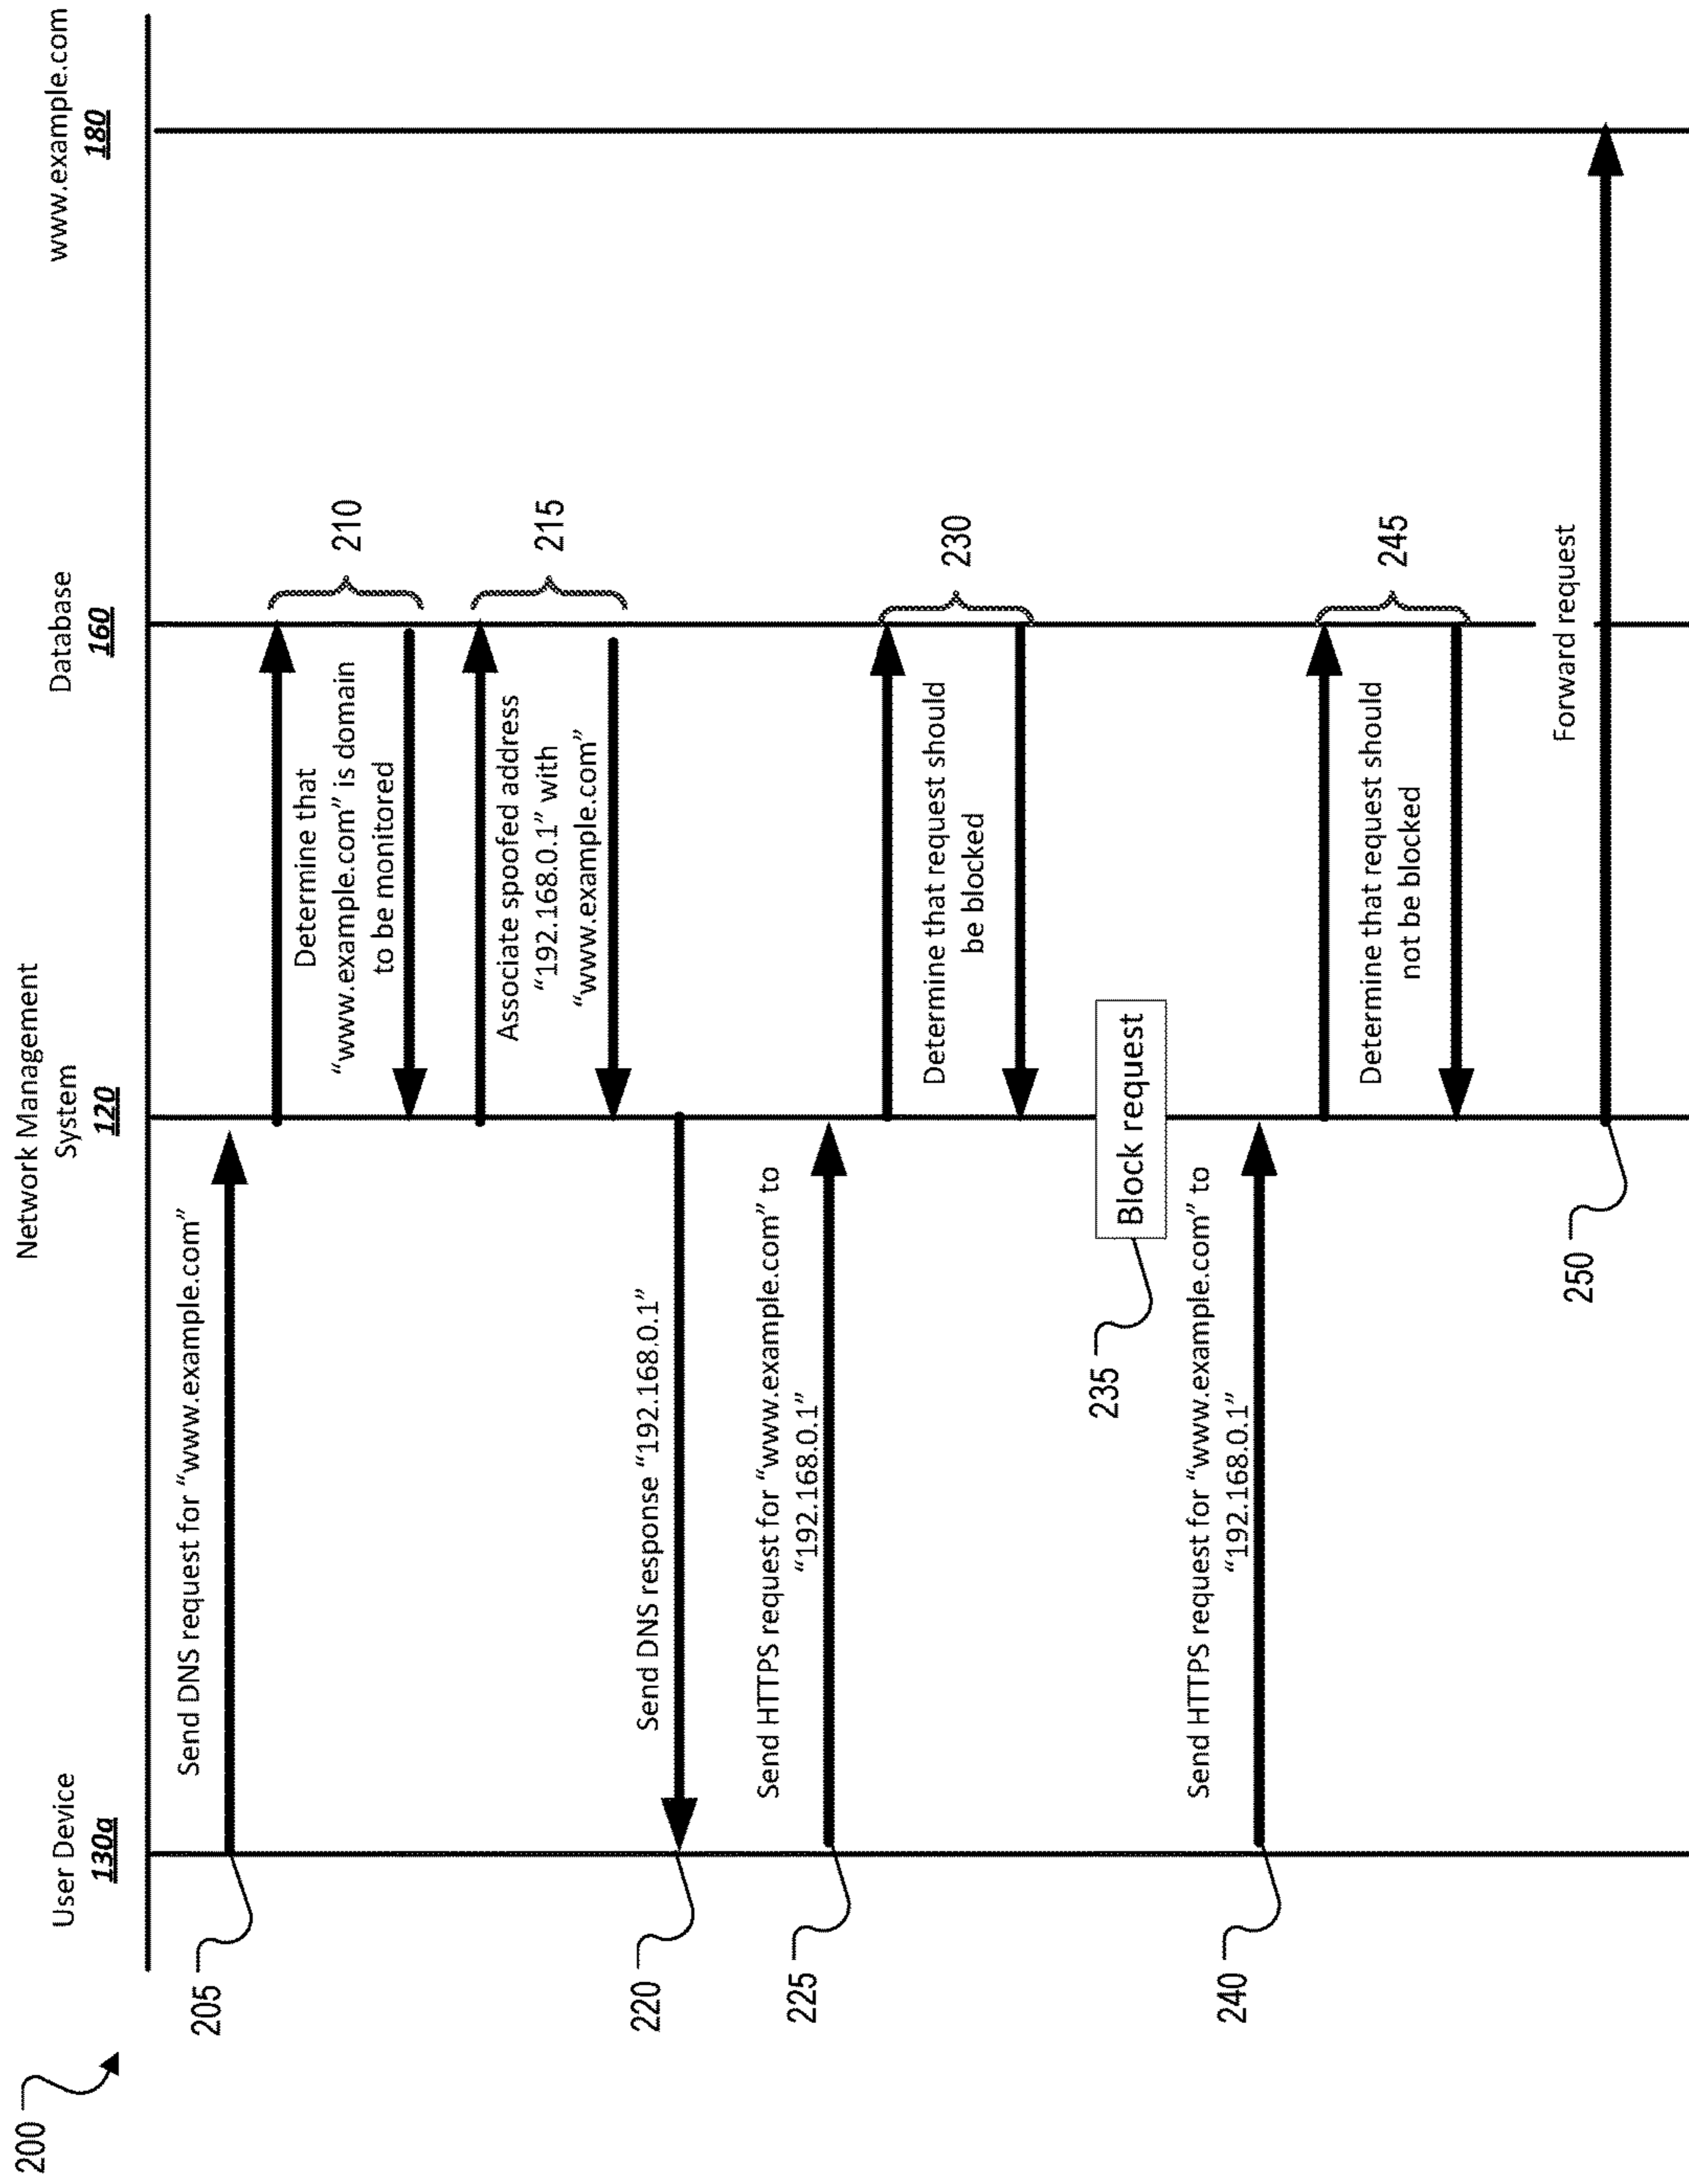 200
User Device
130a
Network Management
System
120
Database
160
www.example.com
180
205
Send DNS request for “www.example.com”
Determine that
“www.example.com” is domain
to be monitored
210
Associate spoofed address
“192.168.0.1” with
“www.example.com”
215
220
Send DNS response “192.168.0.1”
225
Send HTTPS request for “www.example.com” to
“192.168.0.1”
Determine that request should
be blocked
230
235
Block request
240
Send HTTPS request for “www.example.com” to
“192.168.0.1”
Determine that request should
not be blocked
245
Forward request
250